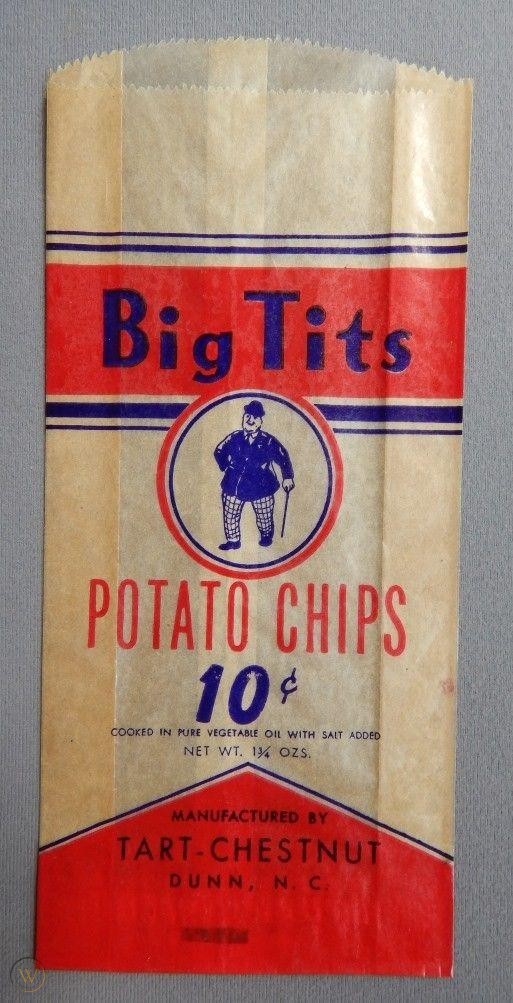 Big Tits
POTATO CHIPS
10¢
COOKED IN PURE VEGETABLE OIL WITH SALT ADDED
NET WT. 1¾ OZS.
MANUFACTURED BY
TART-CHESTNUT
DUNN, N. C.
W